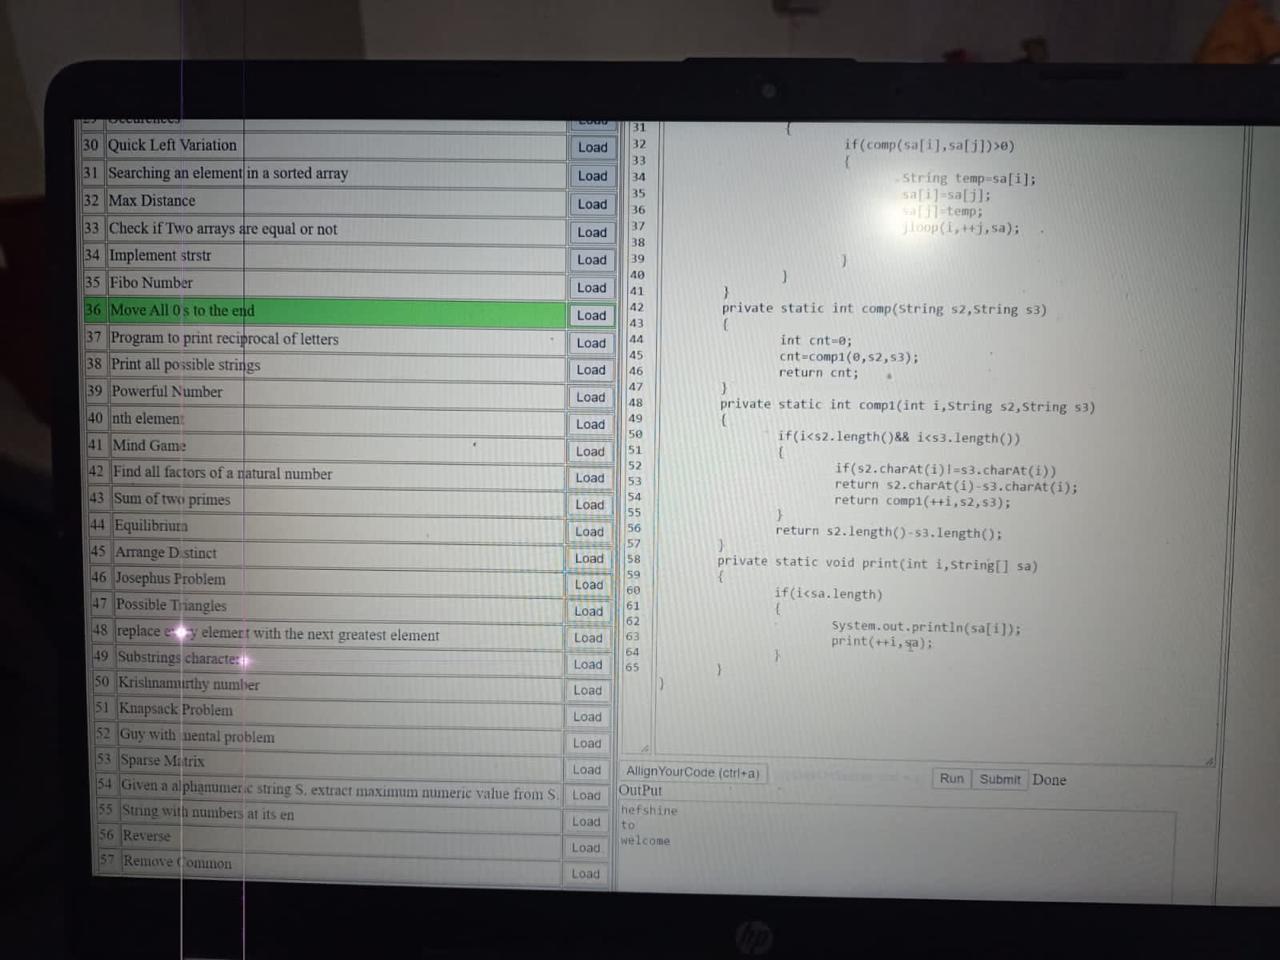 30 Quick Left Variation Load
31 Searching an element in a sorted array Load
32 Max Distance Load
33 Check if Two arrays are equal or not Load
34 Implement strstr Load
35 Fibo Number Load
36 Move All 0's to the end Load
37 Program to print reciprocal of letters Load
38 Print all possible strings Load
39 Powerful Number Load
40 nth element Load
41 Mind Game Load
42 Find all factors of a natural number Load
43 Sum of two primes Load
44 Equilibrium Load
45 Arrange Distinct Load
46 Josephus Problem Load
47 Possible Triangles Load
48 replace every element with the next greatest element Load
49 Substrings character Load
50 Krishnamurthy number Load
51 Knapsack Problem Load
52 Guy with mental problem Load
53 Sparse Matrix Load
54 Given a alphanumeric string S, extract maximum numeric value from S. Load
55 String with numbers at its en Load
56 Reverse Load
57 Remove Common Load
31 {
32 if(comp(sa[i],sa[j])>0)
33 {
34 String temp=sa[i];
35 sa[i]=sa[j];
36 sa[j]=temp;
37 jloop(i,++j,sa);
38
39 }
40 }
41 }
42 private static int comp(String s2,String s3)
43 {
44 int cnt=0;
45 cnt=comp1(0,s2,s3);
46 return cnt;
47 }
48 private static int comp1(int i,String s2,String s3)
49 {
50 if(i<s2.length()&& i<s3.length())
51 {
52 if(s2.charAt(i)!=s3.charAt(i))
53 return s2.charAt(i)-s3.charAt(i);
54 return comp1(++i,s2,s3);
55 }
56 return s2.length()-s3.length();
57 }
58 private static void print(int i,String[] sa)
59 {
60 if(i<sa.length)
61 {
62 System.out.println(sa[i]);
63 print(++i,sa);
64 }
65 }
}
AllignYourCode (ctrl+a) Run Submit Done
OutPut
hefshine
to
welcome
hp